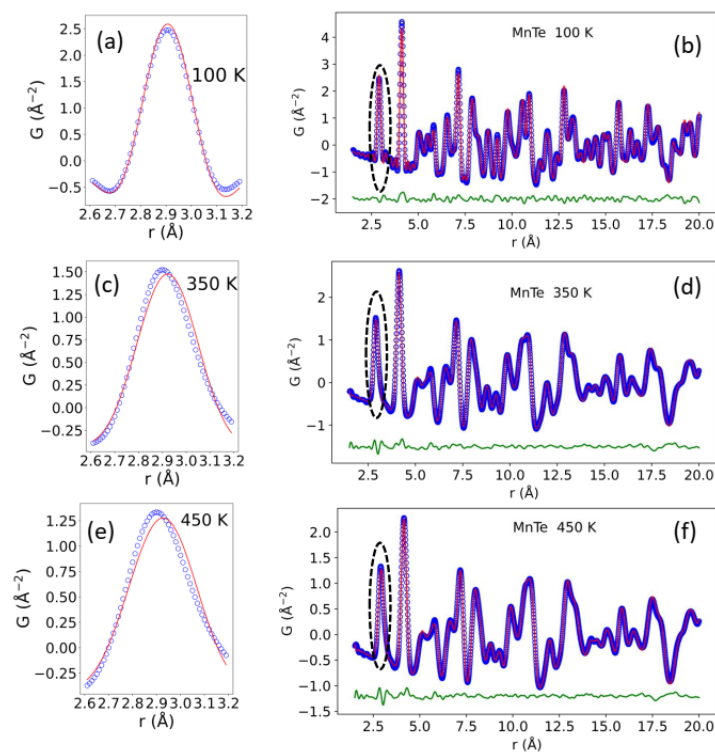 (a)
100 K
G (Å⁻²)
2.5
2.0
1.5
1.0
0.5
0.0
−0.5
2.6 2.7 2.8 2.9 3.0 3.1 3.2
r (Å)
MnTe 100 K
(b)
G (Å⁻²)
4
3
2
1
0
−1
−2
2.5 5.0 7.5 10.0 12.5 15.0 17.5 20.0
r (Å)
(c)
350 K
G (Å⁻²)
1.50
1.25
1.00
0.75
0.50
0.25
0.00
−0.25
2.6 2.7 2.8 2.9 3.0 3.1 3.2
r (Å)
MnTe 350 K
(d)
G (Å⁻²)
2
1
0
−1
2.5 5.0 7.5 10.0 12.5 15.0 17.5 20.0
r (Å)
(e)
450 K
G (Å⁻²)
1.25
1.00
0.75
0.50
0.25
0.00
−0.25
2.6 2.7 2.8 2.9 3.0 3.1 3.2
r (Å)
MnTe 450 K
(f)
G (Å⁻²)
2.0
1.5
1.0
0.5
0.0
−0.5
−1.0
−1.5
2.5 5.0 7.5 10.0 12.5 15.0 17.5 20.0
r (Å)